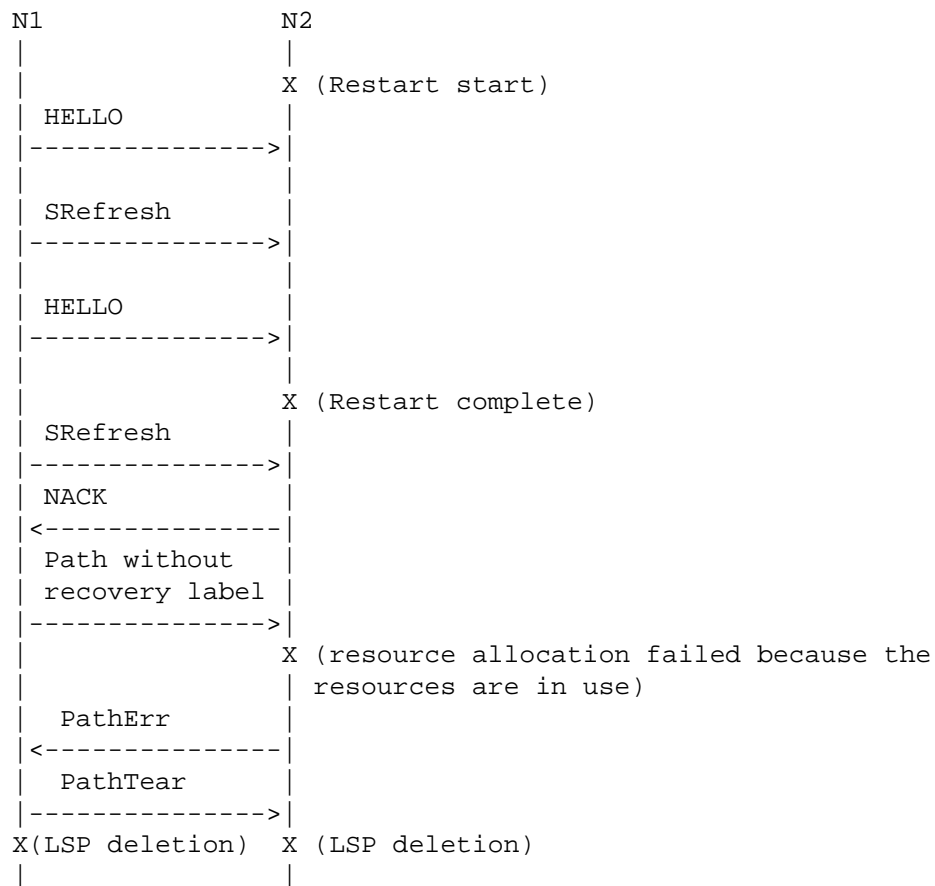 N1 N2
X (Restart start)
HELLO
SRefresh
HELLO
X (Restart complete)
SRefresh
NACK
Path without
recovery label
X (resource allocation failed because the
resources are in use)
PathErr
PathTear
X(LSP deletion) X (LSP deletion)